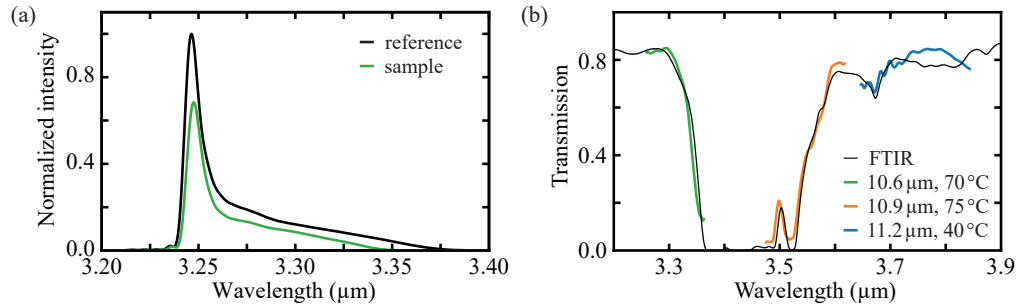 (a)
Normalized intensity
0.8
0.4
0.0
reference
sample
3.20 3.25 3.30 3.35 3.40
Wavelength (µm)
(b)
Transmission
0.8
0.4
0.0
FTIR
10.6 µm, 70 °C
10.9 µm, 75 °C
11.2 µm, 40 °C
3.3 3.5 3.7 3.9
Wavelength (µm)